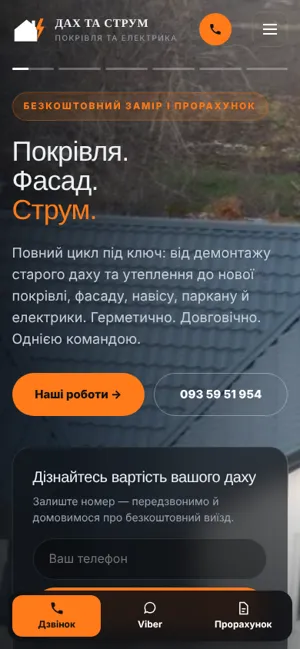 ДАХ ТА СТРУМ
ПОКРІВЛЯ ТА ЕЛЕКТРИКА
БЕЗКОШТОВНИЙ ЗАМІР І ПРОРАХУНОК
Покрівля.
Фасад.
Струм.
Повний цикл під ключ: від демонтажу
старого даху та утеплення до нової
покрівлі, фасаду, навісу, паркану й
електрики. Герметично. Довговічно.
Однією командою.
Наші роботи →
093 59 51 954
Дізнайтесь вартість вашого даху
Залиште номер — передзвонимо й
домовимося про безкоштовний виїзд.
Ваш телефон
Дзвінок
Viber
Прорахунок